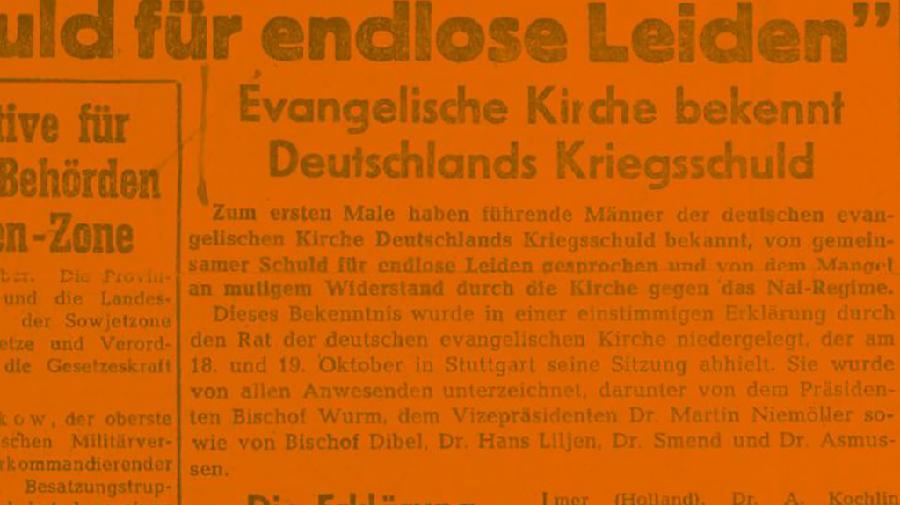 uld für endlose Leiden”
Evangelische Kirche bekennt
Deutschlands Kriegsschuld
Zum ersten Male haben führende Männer der deutschen evan-
gelischen Kirche Deutschlands Kriegsschuld bekannt, von gemein-
samer Schuld für endlose Leiden gesprochen und von dem Mangel
an mutigem Widerstand durch die Kirche gegen das Nai-Regime.
Dieses Bekenntnis wurde in einer einstimmigen Erklärung durch
den Rat der deutschen evangelischen Kirche niedergelegt, der am
18. und 19. Oktober in Stuttgart seine Sitzung abhielt. Sie wurde
von allen Anwesenden unterzeichnet, darunter von dem Präsiden-
ten Bischof Wurm, dem Vizepräsidenten Dr. Martin Niemöller so-
wie von Bischof Dibel, Dr. Hans Liljen, Dr. Smend und Dr. Asmus-
sen.
Die Erklärung
mer (Holland), Dr. A. Kochlin
tive für
Behörden
en-Zone
ber. Die Provin-
und die Landes-
der Sowjetzone
etze und Verord-
die Gesetzeskraft
kow, der oberste
schen Militärver-
rkommandierender
Besatzungstrup-